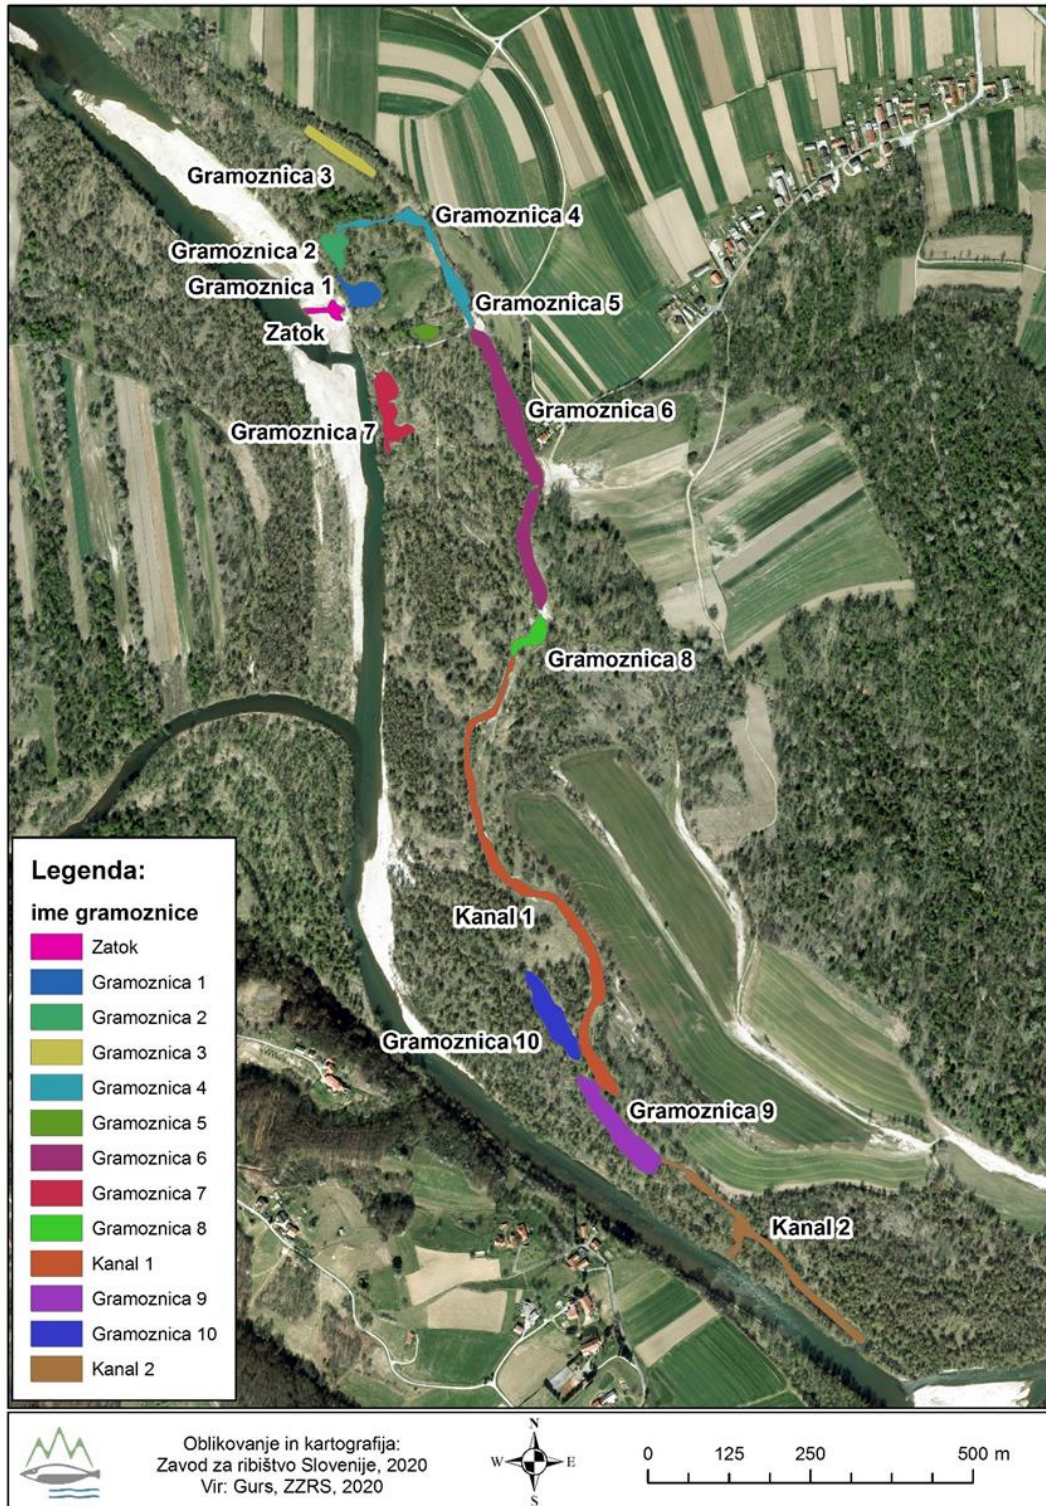 Gramoznica 3
Gramoznica 4
Gramoznica 2
Gramoznica 1
Gramoznica 5
Zatok
Gramoznica 6
Gramoznica 7
Gramoznica 8
Kanal 1
Gramoznica 10
Gramoznica 9
Kanal 2
Legenda:
ime gramoznice
Zatok
Gramoznica 1
Gramoznica 2
Gramoznica 3
Gramoznica 4
Gramoznica 5
Gramoznica 6
Gramoznica 7
Gramoznica 8
Kanal 1
Gramoznica 9
Gramoznica 10
Kanal 2
Oblikovanje in kartografija:
Zavod za ribištvo Slovenije, 2020
Vir: Gurs, ZZRS, 2020
N
W E
S
0 125 250 500 m